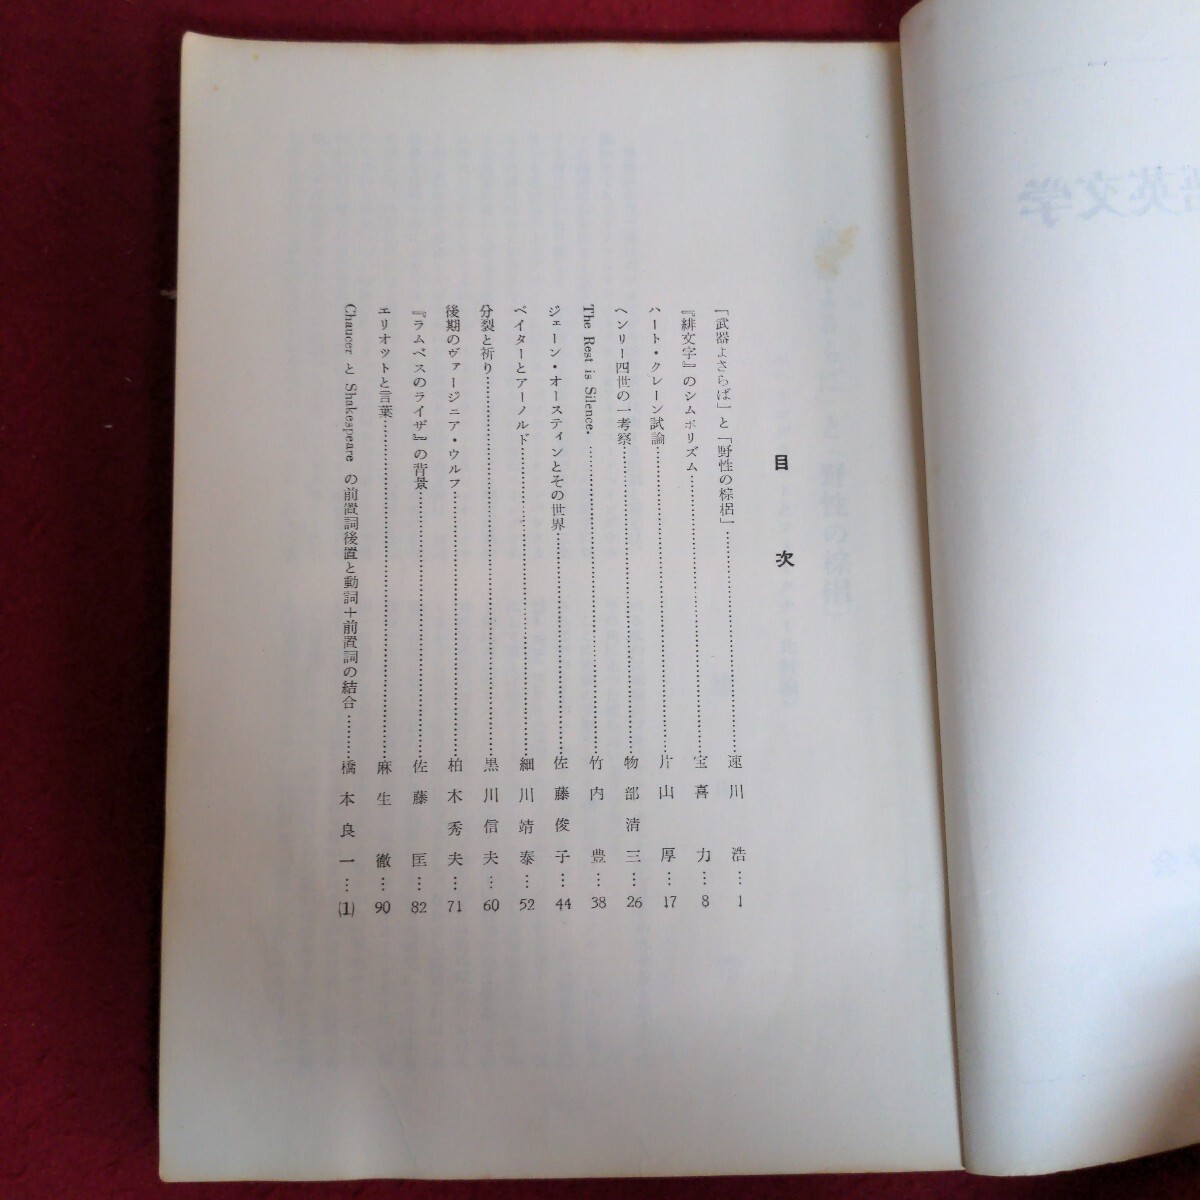 目次
「武器よさらば」と「野性の棕梠」………速川浩…1
『緋文字』のシムボリズム………宝喜力…8
ハート・クレーン試論………片山厚…17
ヘンリー四世の一考察………物部清三…26
The Rest is Silence.………竹内豊…38
ジェーン・オースティンとその世界………佐藤俊子…44
ペイターとアーノルド………細川靖泰…52
分裂と祈り………黒川信夫…60
後期のヴァージニア・ウルフ………柏木秀夫…71
『ラムベスのライザ』の背景………佐藤匡…82
エリオットと言葉………麻生徹…90
Chaucer と Shakespeare の前置詞後置と動詞＋前置詞の結合………橋本良一…(1)
英文学